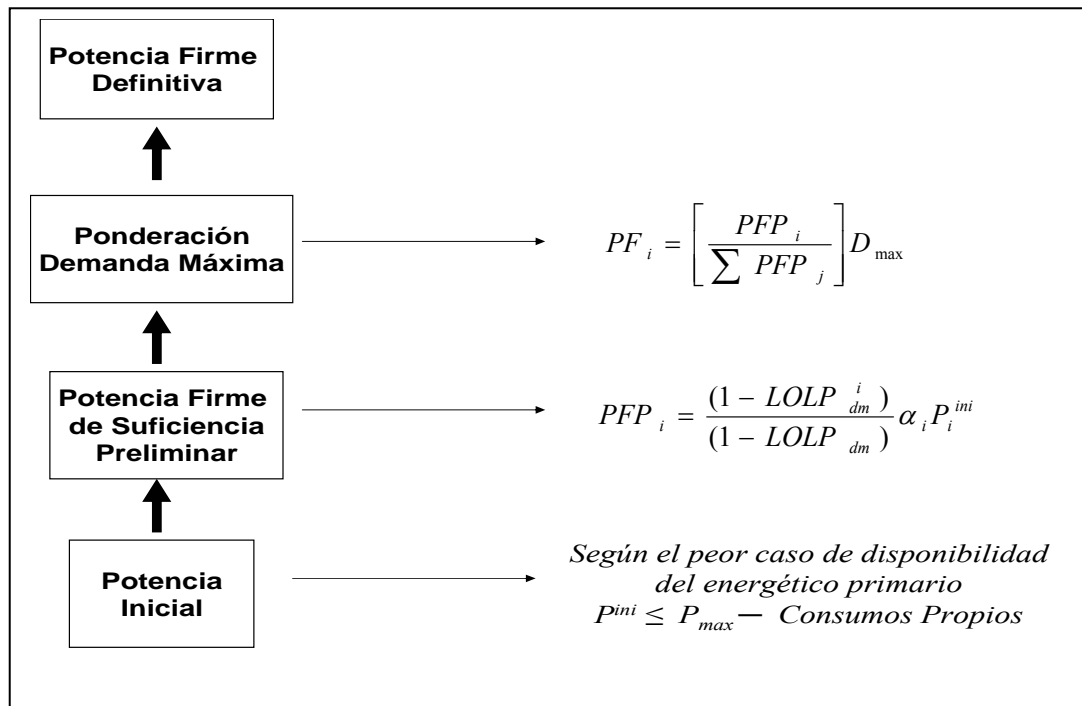 Potencia Firme
Definitiva
Ponderación
Demanda Máxima
PF_i = [ PFP_i / ∑ PFP_j ] D_max
Potencia Firme
de Suficiencia
Preliminar
PFP_i = (1 - LOLP_dm^i) / (1 - LOLP_dm) α_i P_i^ini
Potencia
Inicial
Según el peor caso de disponibilidad
del energético primario
P^ini ≤ P_max — Consumos Propios